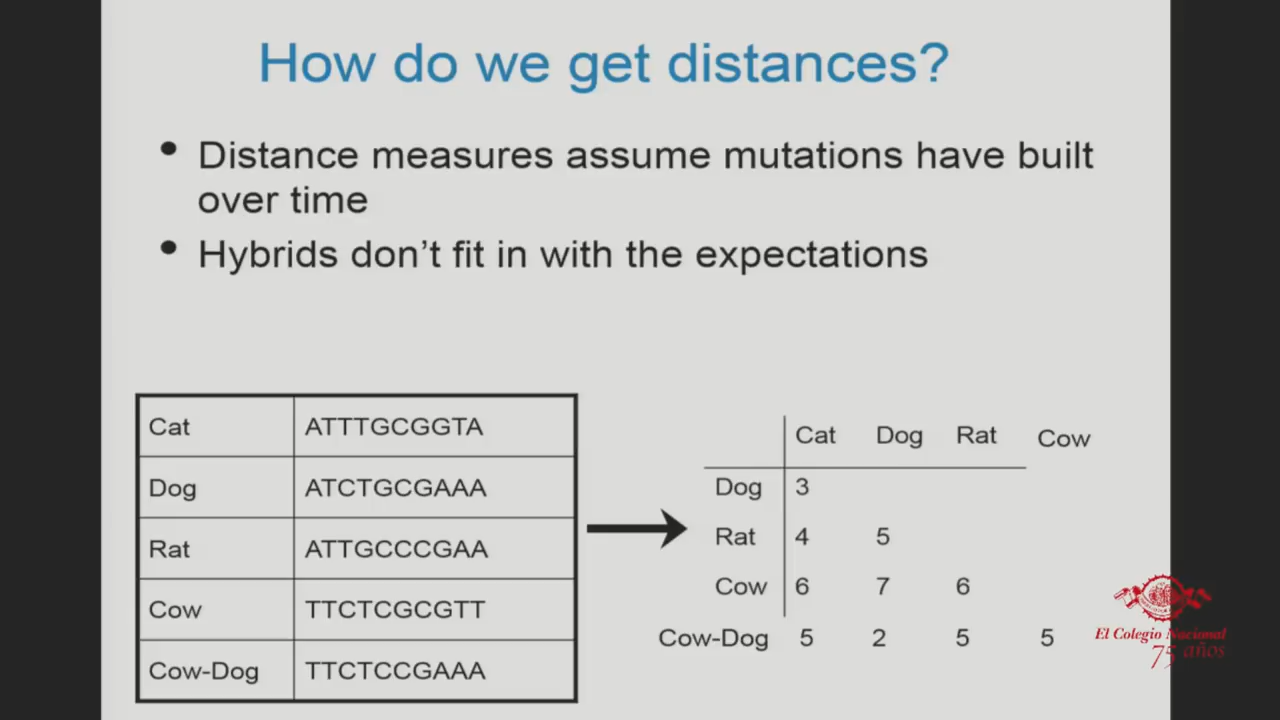 How do we get distances?
• Distance measures assume mutations have built
over time
• Hybrids don't fit in with the expectations
Cat ATTTGCGGTA
Dog ATCTGCGAAA
Rat ATTGCCCGAA
Cow TTCTCGCGTT
Cow-Dog TTCTCCGAAA
Cat Dog Rat Cow
Dog 3
Rat 4 5
Cow 6 7 6
Cow-Dog 5 2 5 5
El Colegio Nacional
75 años